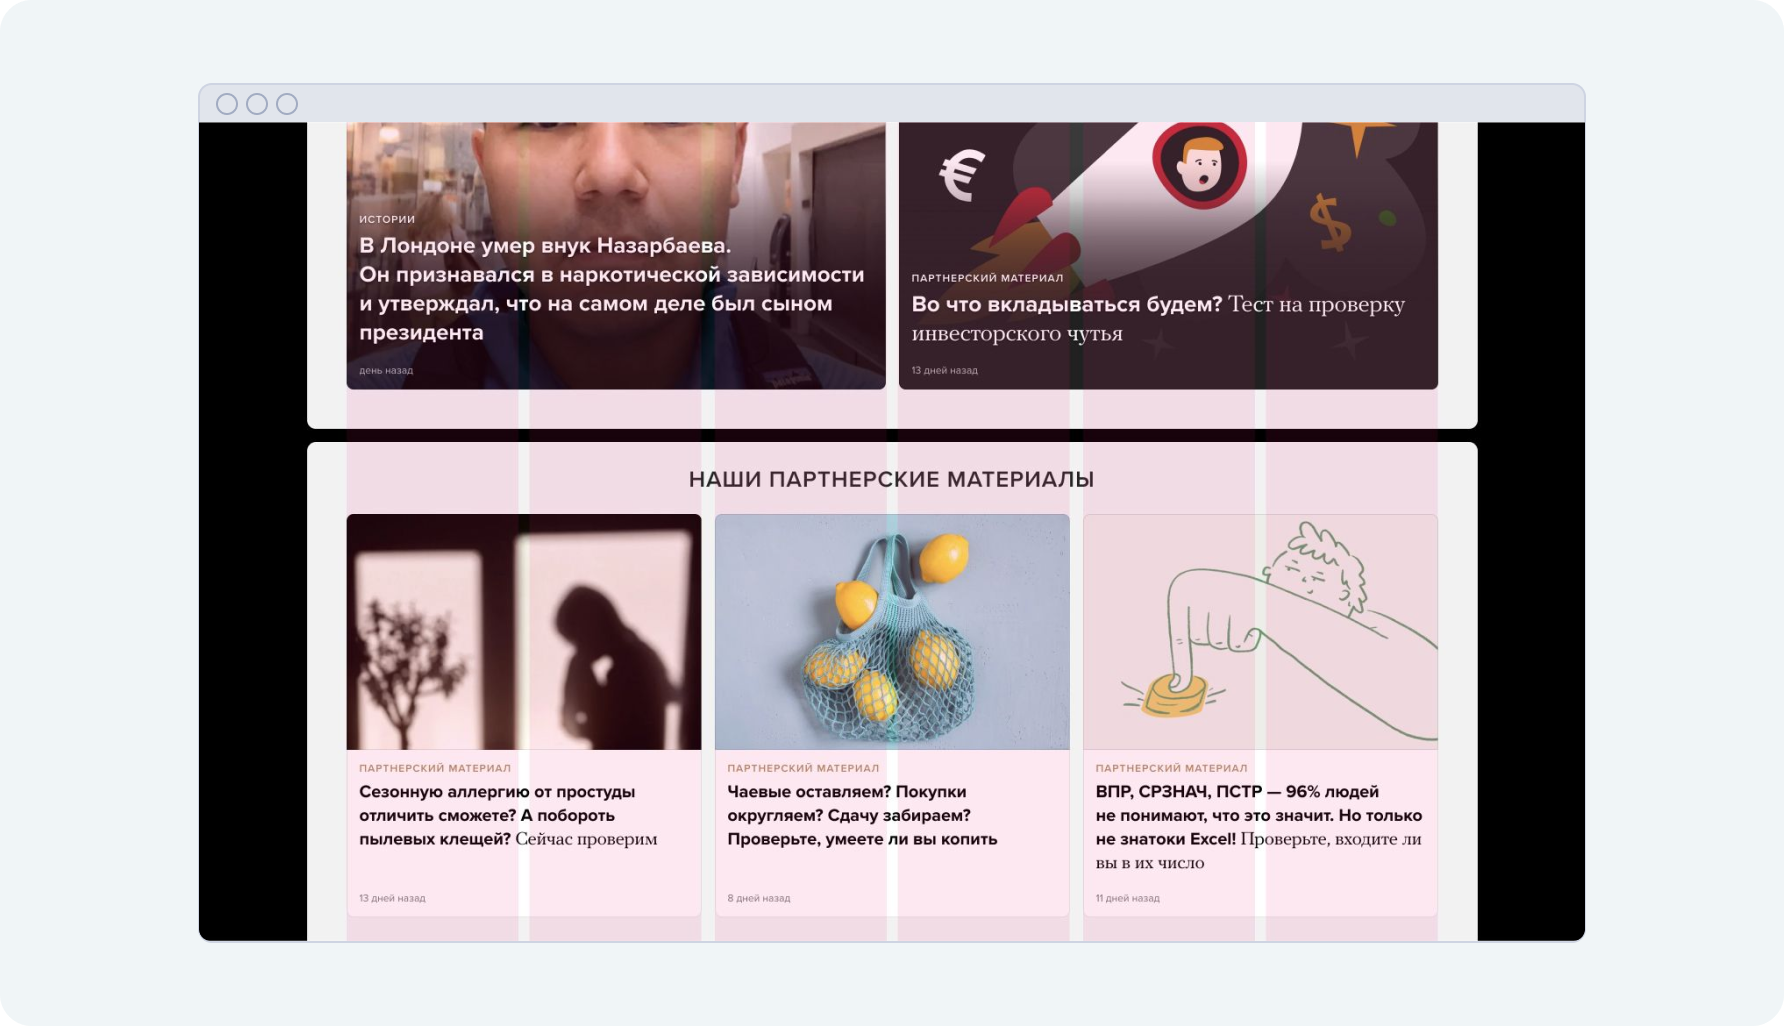 ИСТОРИИ
В Лондоне умер внук Назарбаева.
Он признавался в наркотической зависимости
и утверждал, что на самом деле был сыном
президента
день назад
€
$
ПАРТНЕРСКИЙ МАТЕРИАЛ
Во что вкладываться будем? Тест на проверку
инвесторского чутья
13 дней назад
НАШИ ПАРТНЕРСКИЕ МАТЕРИАЛЫ
ПАРТНЕРСКИЙ МАТЕРИАЛ
Сезонную аллергию от простуды
отличить сможете? А побороть
пылевых клещей? Сейчас проверим
13 дней назад
ПАРТНЕРСКИЙ МАТЕРИАЛ
Чаевые оставляем? Покупки
округляем? Сдачу забираем?
Проверьте, умеете ли вы копить
8 дней назад
ПАРТНЕРСКИЙ МАТЕРИАЛ
ВПР, СРЗНАЧ, ПСТР — 96% людей
не понимают, что это значит. Но только
не знатоки Excel! Проверьте, входите ли
вы в их число
11 дней назад